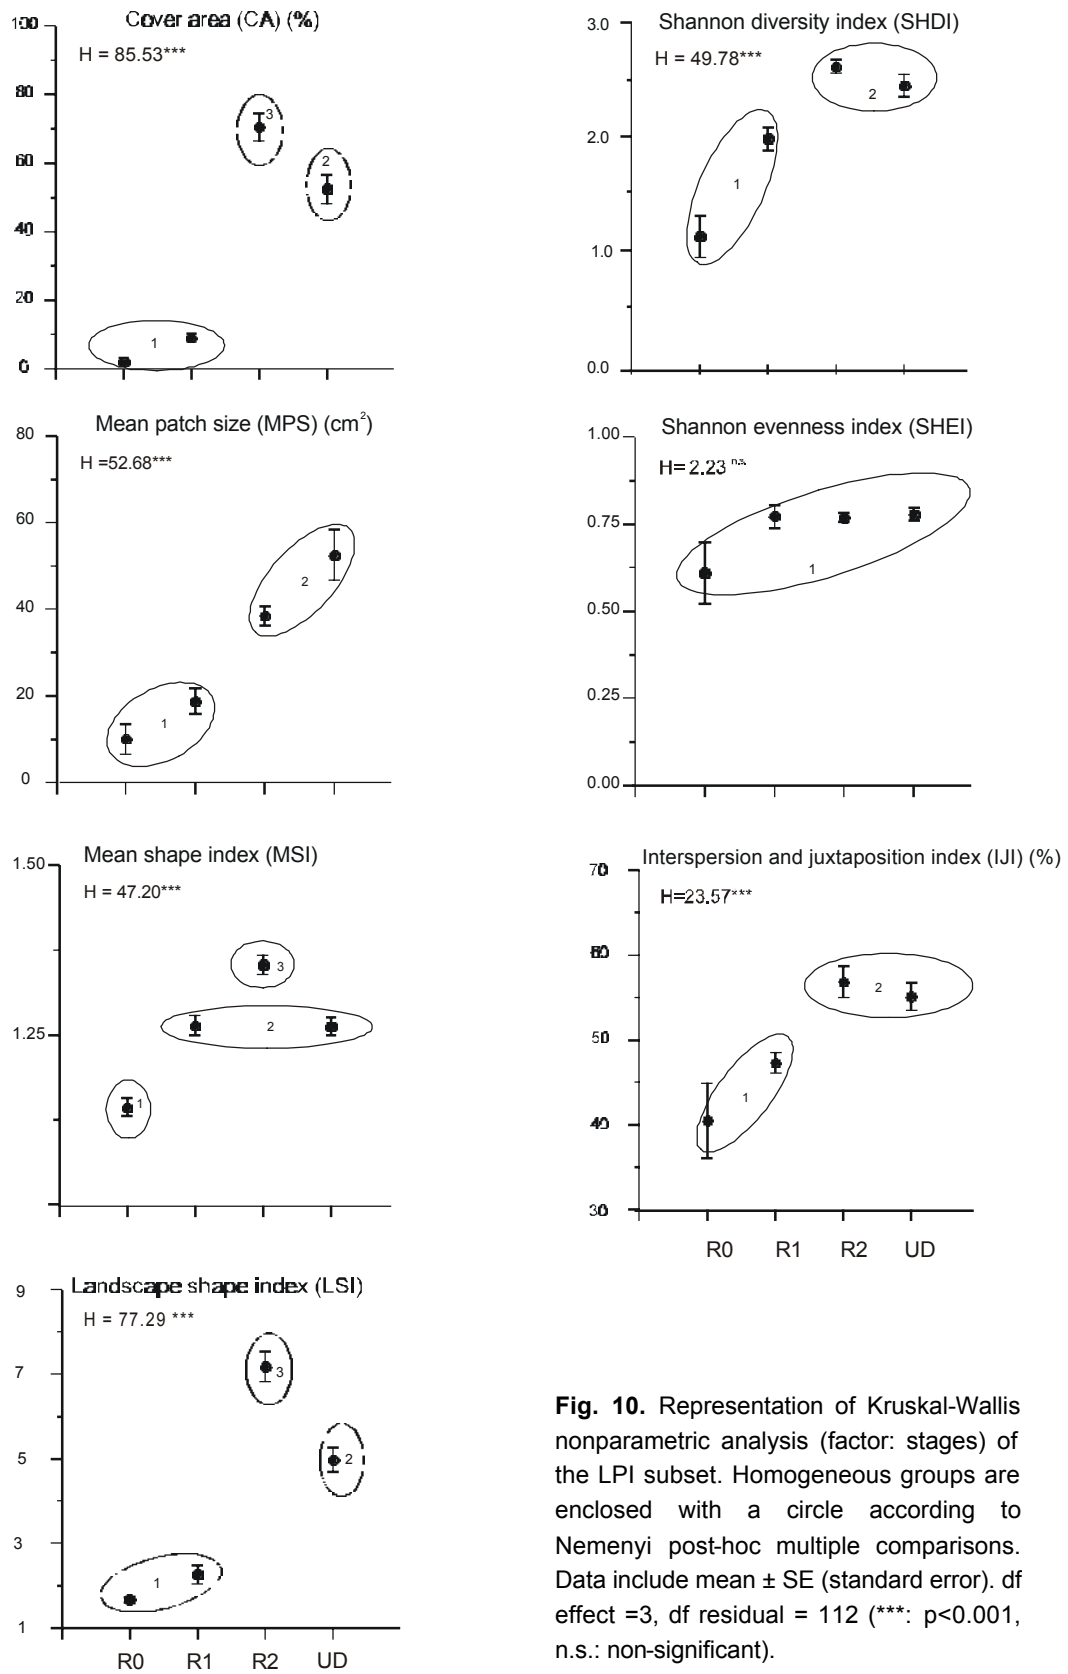 Cover area (CA) (%)
H = 85.53***
100
80
60
40
20
0
3
2
1
Shannon diversity index (SHDI)
H = 49.78***
3.0
2.0
1.0
0.0
1
2
Mean patch size (MPS) (cm²)
H =52.68***
80
60
40
20
0
1
2
Shannon evenness index (SHEI)
H= 2.23 n.s.
1.00
0.75
0.50
0.25
0.00
1
Mean shape index (MSI)
H = 47.20***
1.50
1.25
1
2
3
Interspersion and juxtaposition index (IJI) (%)
H=23.57***
70
60
50
40
30
1
2
R0 R1 R2 UD
Landscape shape index (LSI)
H = 77.29 ***
9
7
5
3
1
1
3
2
R0 R1 R2 UD
Fig. 10. Representation of Kruskal-Wallis
nonparametric analysis (factor: stages) of
the LPI subset. Homogeneous groups are
enclosed with a circle according to
Nemenyi post-hoc multiple comparisons.
Data include mean ± SE (standard error). df
effect =3, df residual = 112 (***: p<0.001,
n.s.: non-significant).